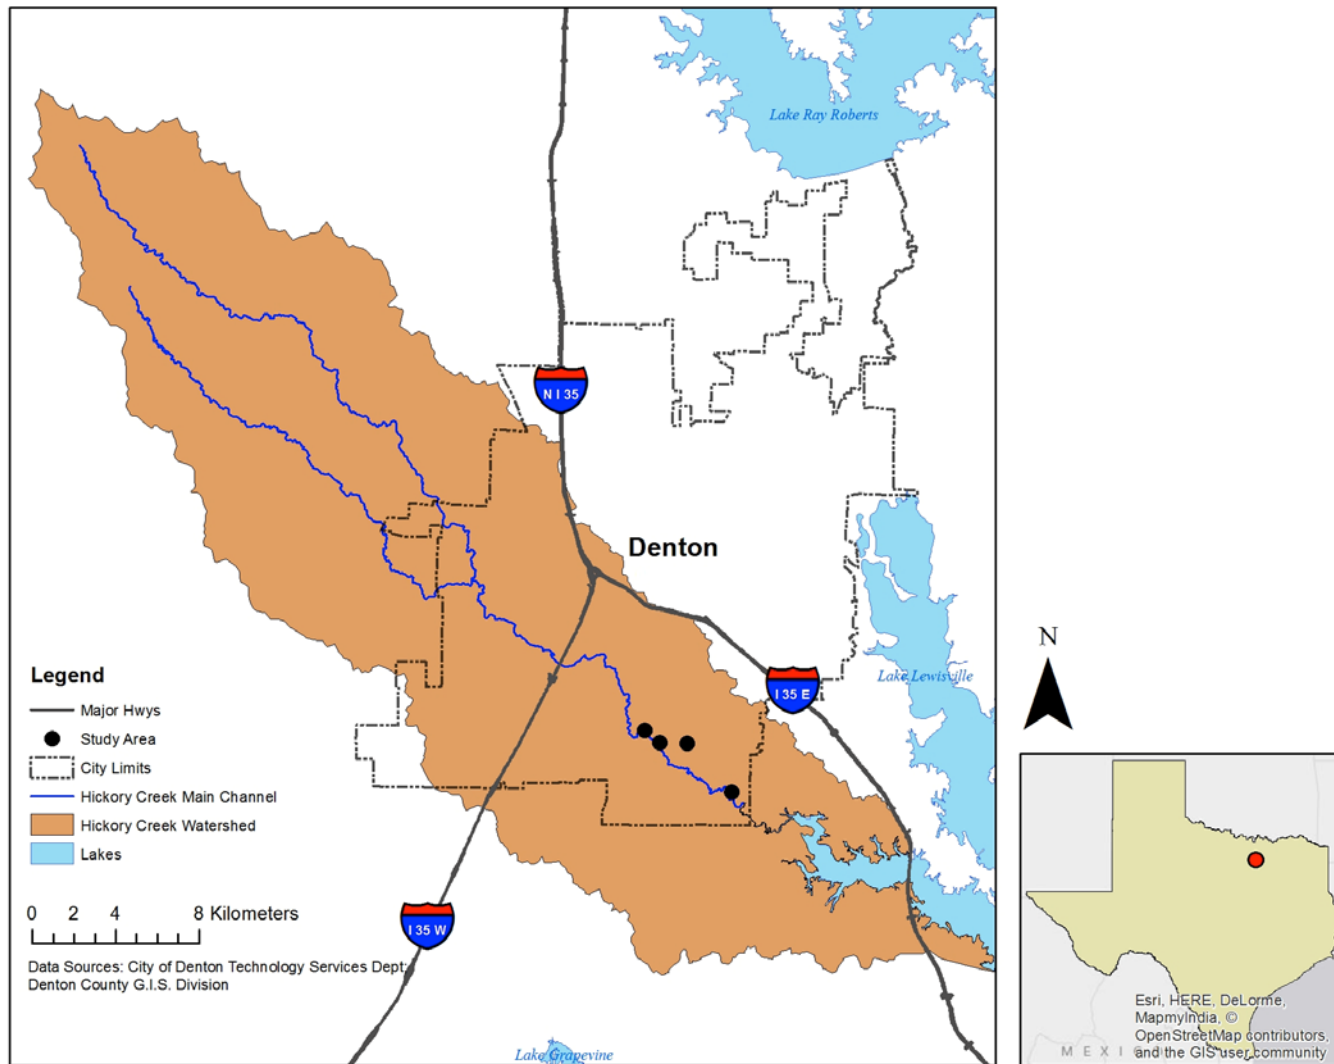 Lake Ray Roberts
N I 35
Denton
Lake Lewisville
I 35 E
Legend
Major Hwys
Study Area
City Limits
Hickory Creek Main Channel
Hickory Creek Watershed
Lakes
0 2 4 8 Kilometers
I 35 W
Data Sources: City of Denton Technology Services Dept;
Denton County G.I.S. Division
Lake Grapevine
N
Esri, HERE, DeLorme,
MapmyIndia, ©
OpenStreetMap contributors,
and the GIS user community